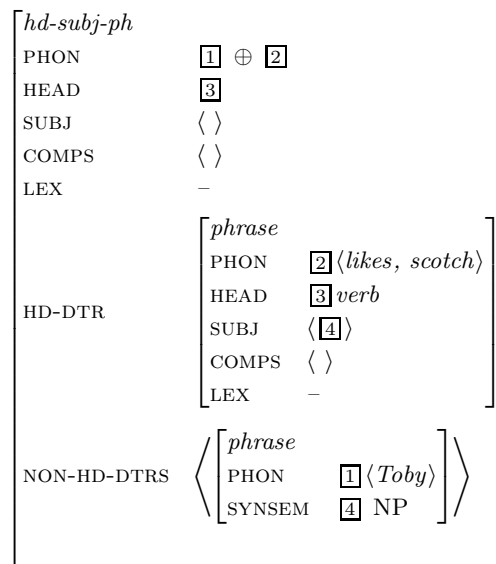 hd-subj-ph
PHON 1 ⊕ 2
HEAD 3
SUBJ ⟨ ⟩
COMPS ⟨ ⟩
LEX –
HD-DTR
phrase
PHON 2 ⟨likes, scotch⟩
HEAD 3 verb
SUBJ ⟨ 4 ⟩
COMPS ⟨ ⟩
LEX –
NON-HD-DTRS
phrase
PHON 1 ⟨Toby⟩
SYNSEM 4 NP